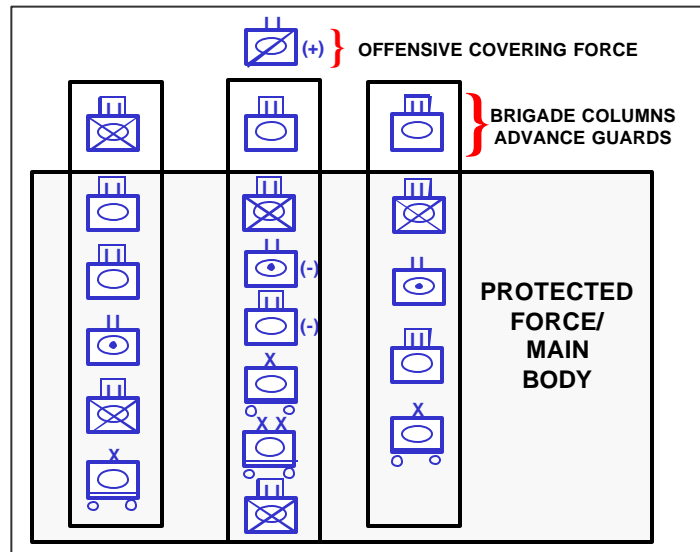 (+) OFFENSIVE COVERING FORCE
BRIGADE COLUMNS
ADVANCE GUARDS
(-)
(-)
X
PROTECTED
FORCE/
MAIN
BODY
X X
X
X